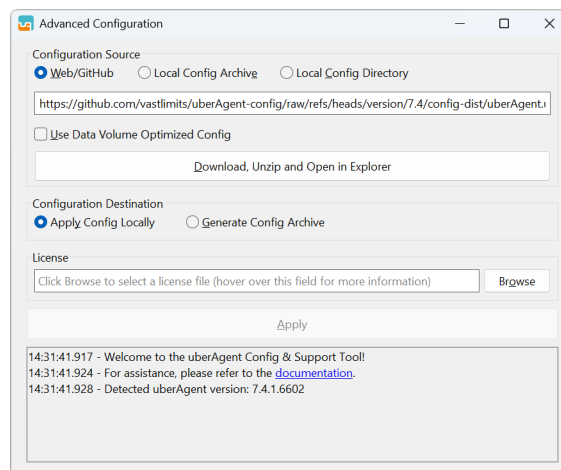 Advanced Configuration
Configuration Source
Web/GitHub Local Config Archive Local Config Directory
https://github.com/vastlimits/uberAgent-config/raw/refs/heads/version/7.4/config-dist/uberAgent.
Use Data Volume Optimized Config
Download, Unzip and Open in Explorer
Configuration Destination
Apply Config Locally Generate Config Archive
License
Click Browse to select a license file (hover over this field for more information) Browse
Apply
14:31:41.917 - Welcome to the uberAgent Config & Support Tool!
14:31:41.924 - For assistance, please refer to the documentation.
14:31:41.928 - Detected uberAgent version: 7.4.1.6602